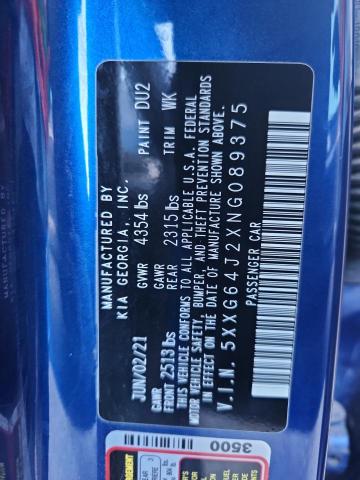 MANUFACTURED BY
KIA GEORGIA, INC.
JUN/02/21 GVWR 4354 lbs PAINT DU2
GAWR FRONT 2513 lbs GAWR REAR 2315 lbs TRIM WK
THIS VEHICLE CONFORMS TO ALL APPLICABLE U.S.A. FEDERAL
MOTOR VEHICLE SAFETY, BUMPER, AND THEFT PREVENTION STANDARDS
IN EFFECT ON THE DATE OF MANUFACTURE SHOWN ABOVE.
V.I.N. 5XXG64J2XNG089375
PASSENGER CAR
3500